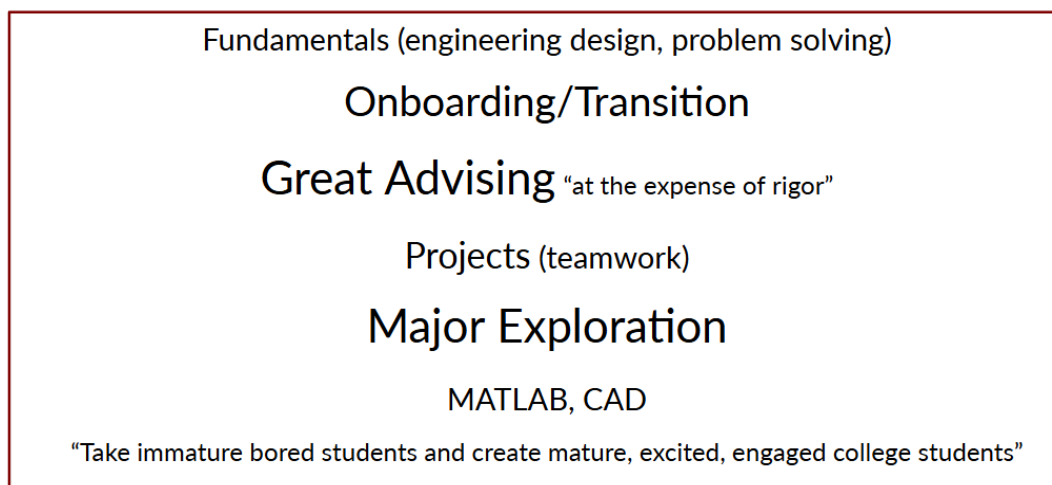 Fundamentals (engineering design, problem solving)
Onboarding/Transition
Great Advising “at the expense of rigor”
Projects (teamwork)
Major Exploration
MATLAB, CAD
“Take immature bored students and create mature, excited, engaged college students”